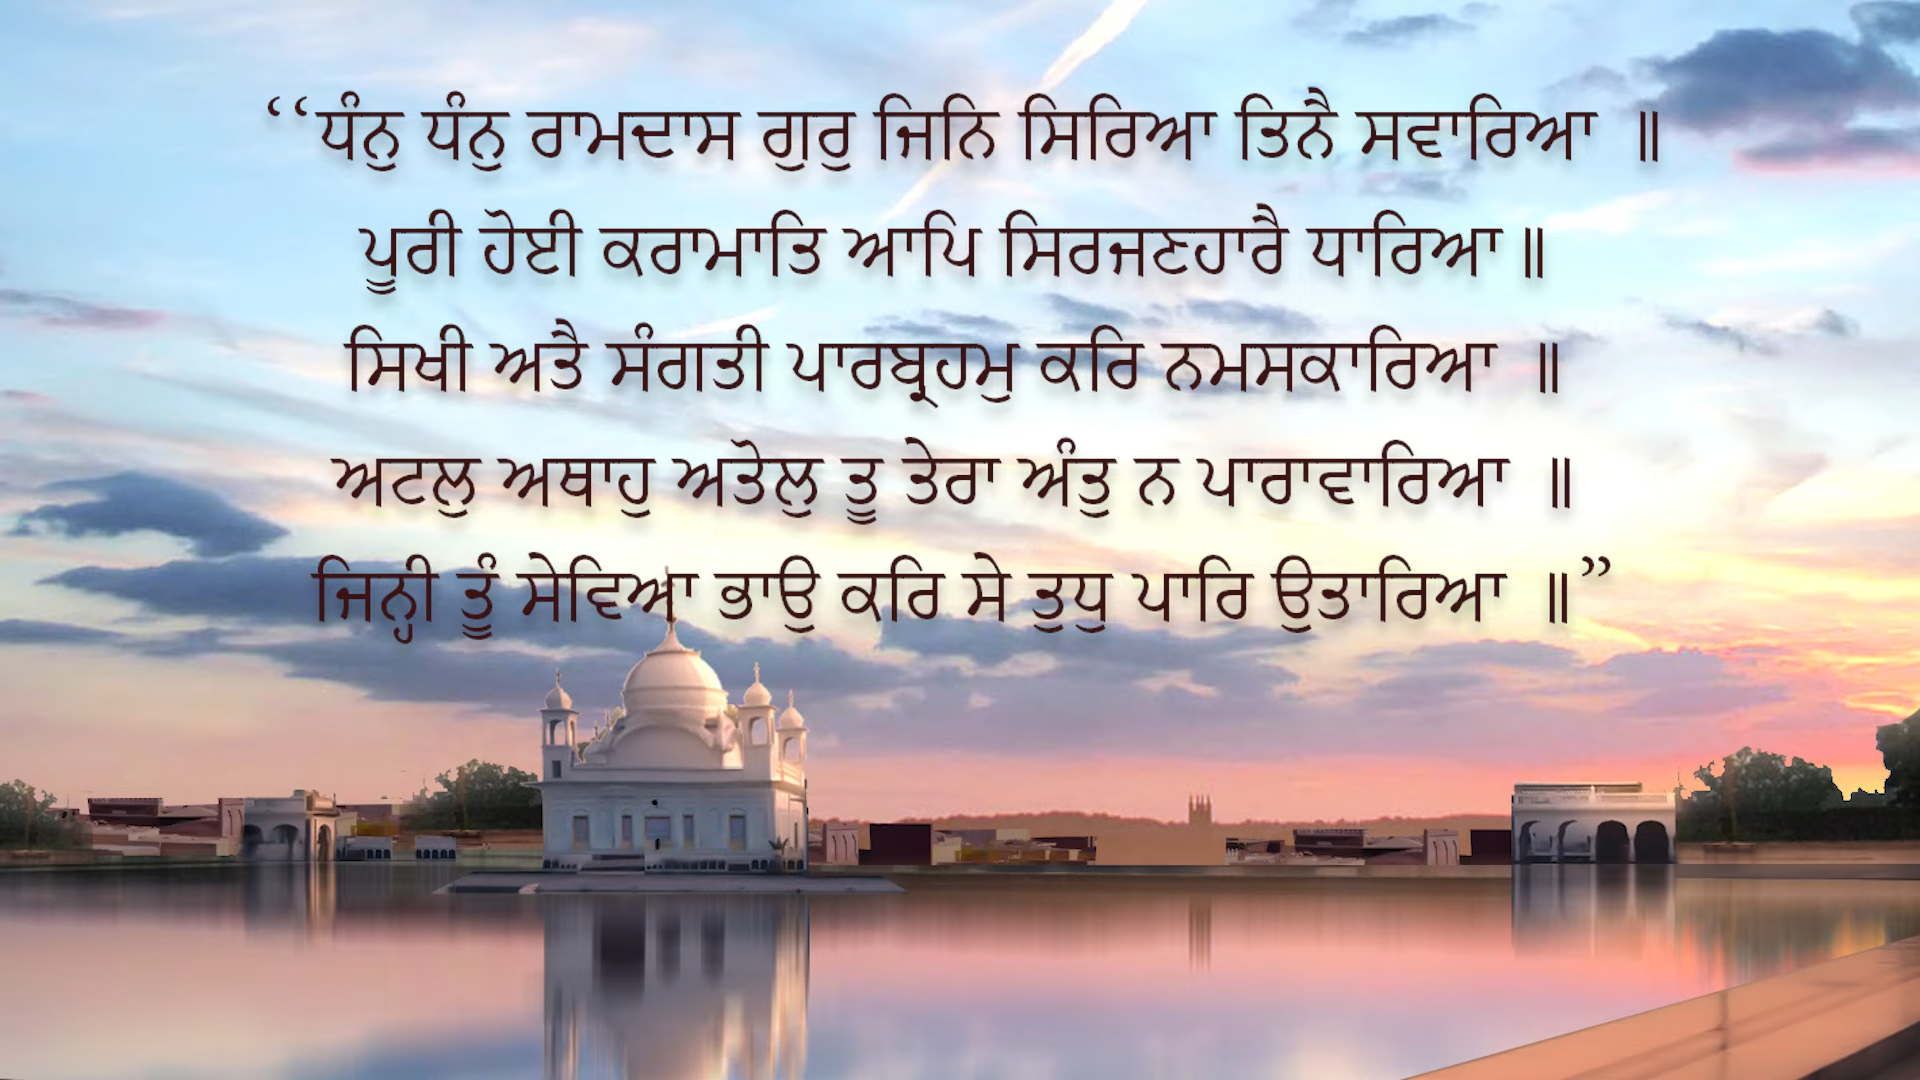 ‘‘ਧੰਨੁ ਧੰਨੁ ਰਾਮਦਾਸ ਗੁਰੁ ਜਿਨਿ ਸਿਰਿਆ ਤਿਨੈ ਸਵਾਰਿਆ ॥
ਪੂਰੀ ਹੋਈ ਕਰਾਮਾਤਿ ਆਪਿ ਸਿਰਜਣਹਾਰੈ ਧਾਰਿਆ॥
ਸਿਖੀ ਅਤੈ ਸੰਗਤੀ ਪਾਰਬ੍ਰਹਮੁ ਕਰਿ ਨਮਸਕਾਰਿਆ ॥
ਅਟਲੁ ਅਥਾਹੁ ਅਤੋਲੁ ਤੂ ਤੇਰਾ ਅੰਤੁ ਨ ਪਾਰਾਵਾਰਿਆ ॥
ਜਿਨ੍ਹੀ ਤੂੰ ਸੇਵਿਆ ਭਾਉ ਕਰਿ ਸੇ ਤੁਧੁ ਪਾਰਿ ਉਤਾਰਿਆ ॥”